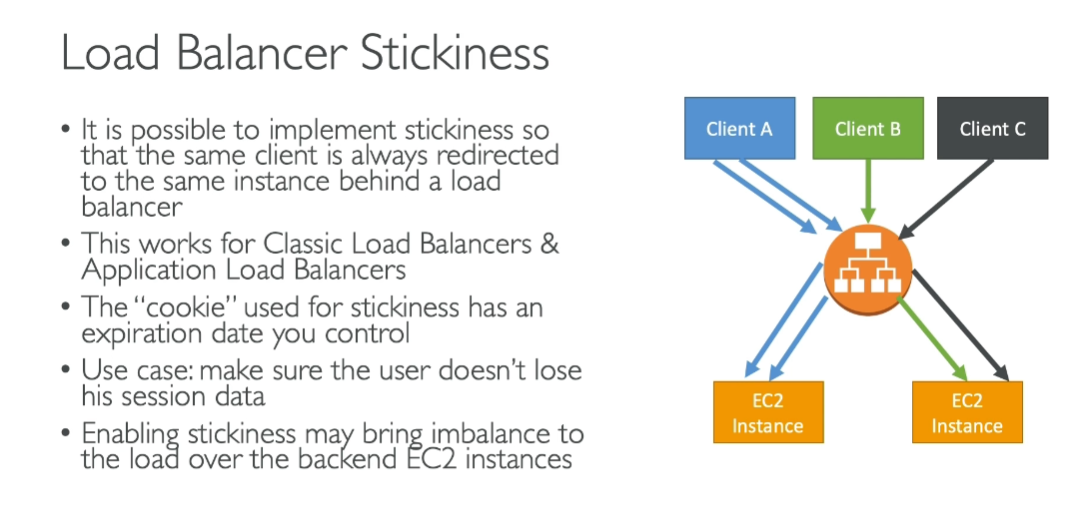 Load Balancer Stickiness
• It is possible to implement stickiness so
that the same client is always redirected
to the same instance behind a load
balancer
• This works for Classic Load Balancers &
Application Load Balancers
• The “cookie” used for stickiness has an
expiration date you control
• Use case: make sure the user doesn’t lose
his session data
• Enabling stickiness may bring imbalance to
the load over the backend EC2 instances
Client A
Client B
Client C
EC2
Instance
EC2
Instance